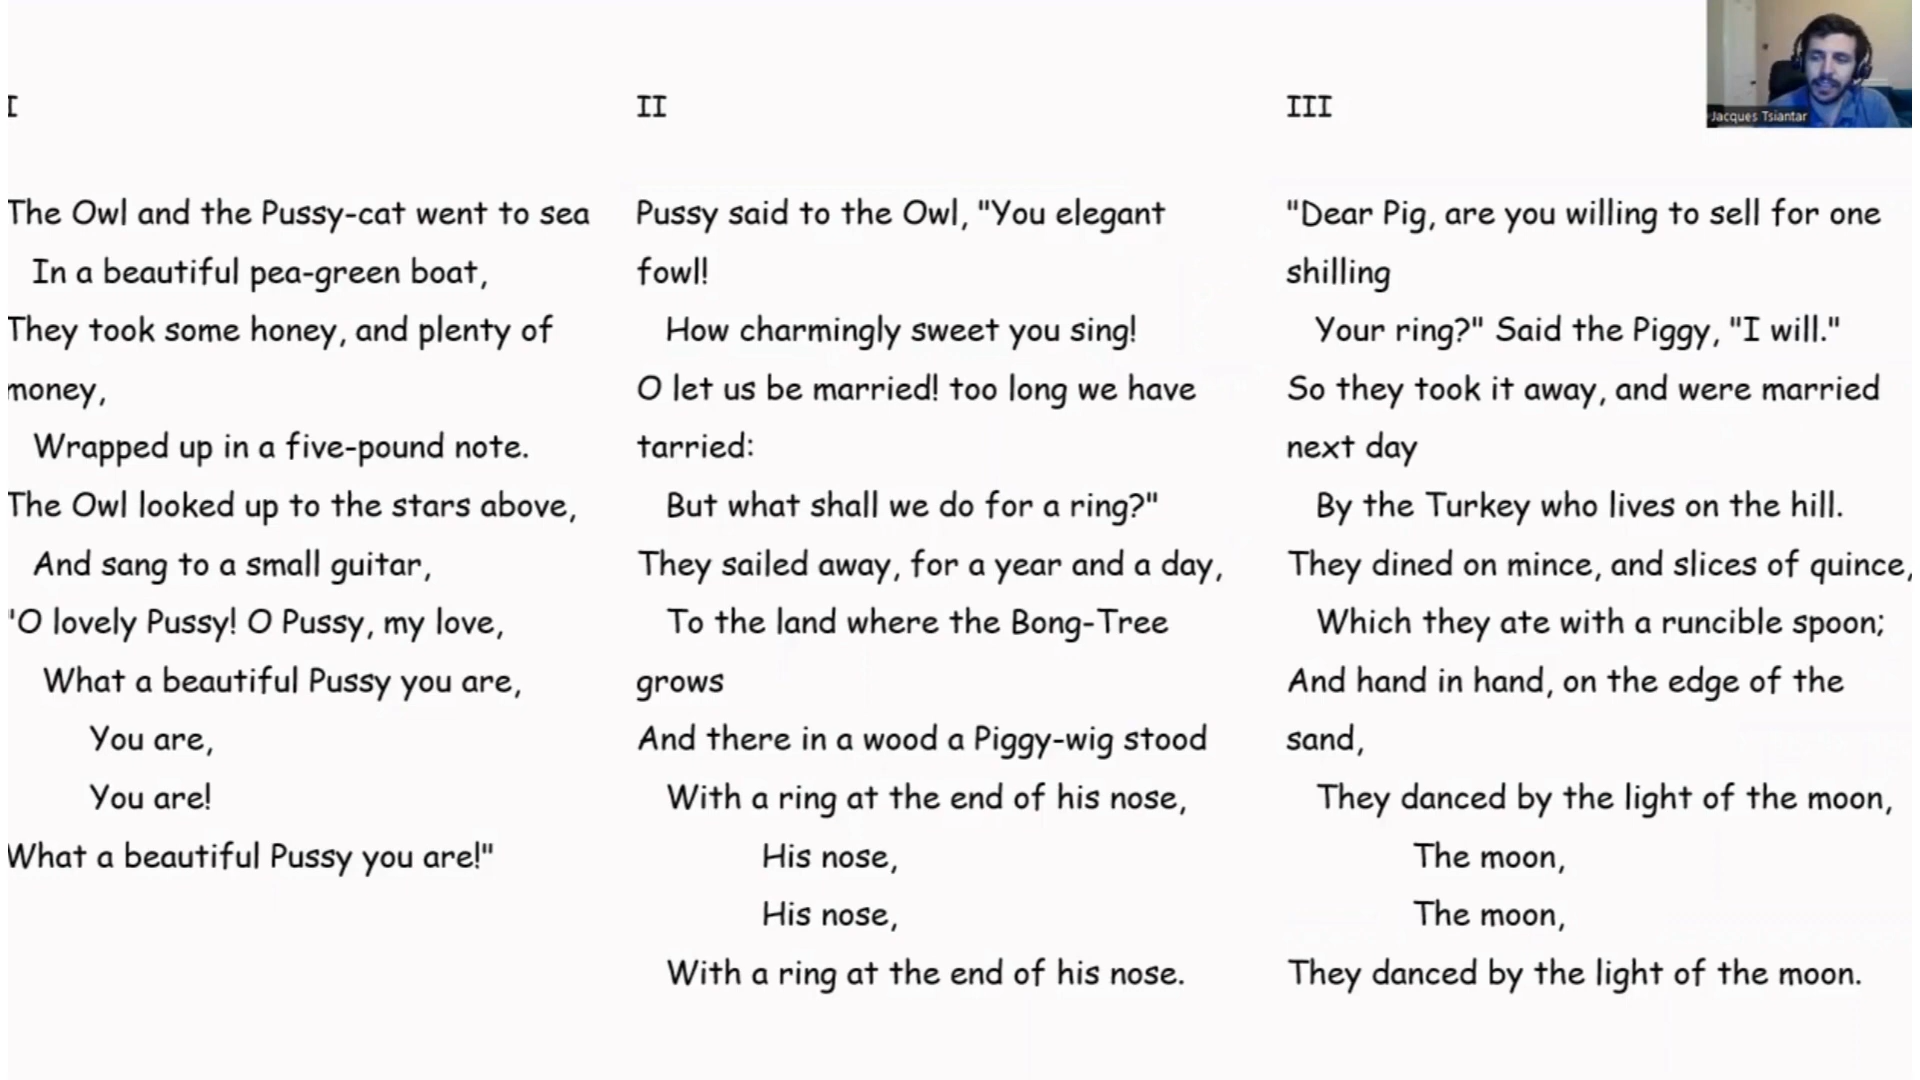 I
The Owl and the Pussy-cat went to sea
In a beautiful pea-green boat,
They took some honey, and plenty of
money,
Wrapped up in a five-pound note.
The Owl looked up to the stars above,
And sang to a small guitar,
"O lovely Pussy! O Pussy, my love,
What a beautiful Pussy you are,
You are,
You are!
What a beautiful Pussy you are!"
II
Pussy said to the Owl, "You elegant
fowl!
How charmingly sweet you sing!
O let us be married! too long we have
tarried:
But what shall we do for a ring?"
They sailed away, for a year and a day,
To the land where the Bong-Tree
grows
And there in a wood a Piggy-wig stood
With a ring at the end of his nose,
His nose,
His nose,
With a ring at the end of his nose.
III
"Dear Pig, are you willing to sell for one
shilling
Your ring?" Said the Piggy, "I will."
So they took it away, and were married
next day
By the Turkey who lives on the hill.
They dined on mince, and slices of quince,
Which they ate with a runcible spoon;
And hand in hand, on the edge of the
sand,
They danced by the light of the moon,
The moon,
The moon,
They danced by the light of the moon.
Jacques Tsiantar